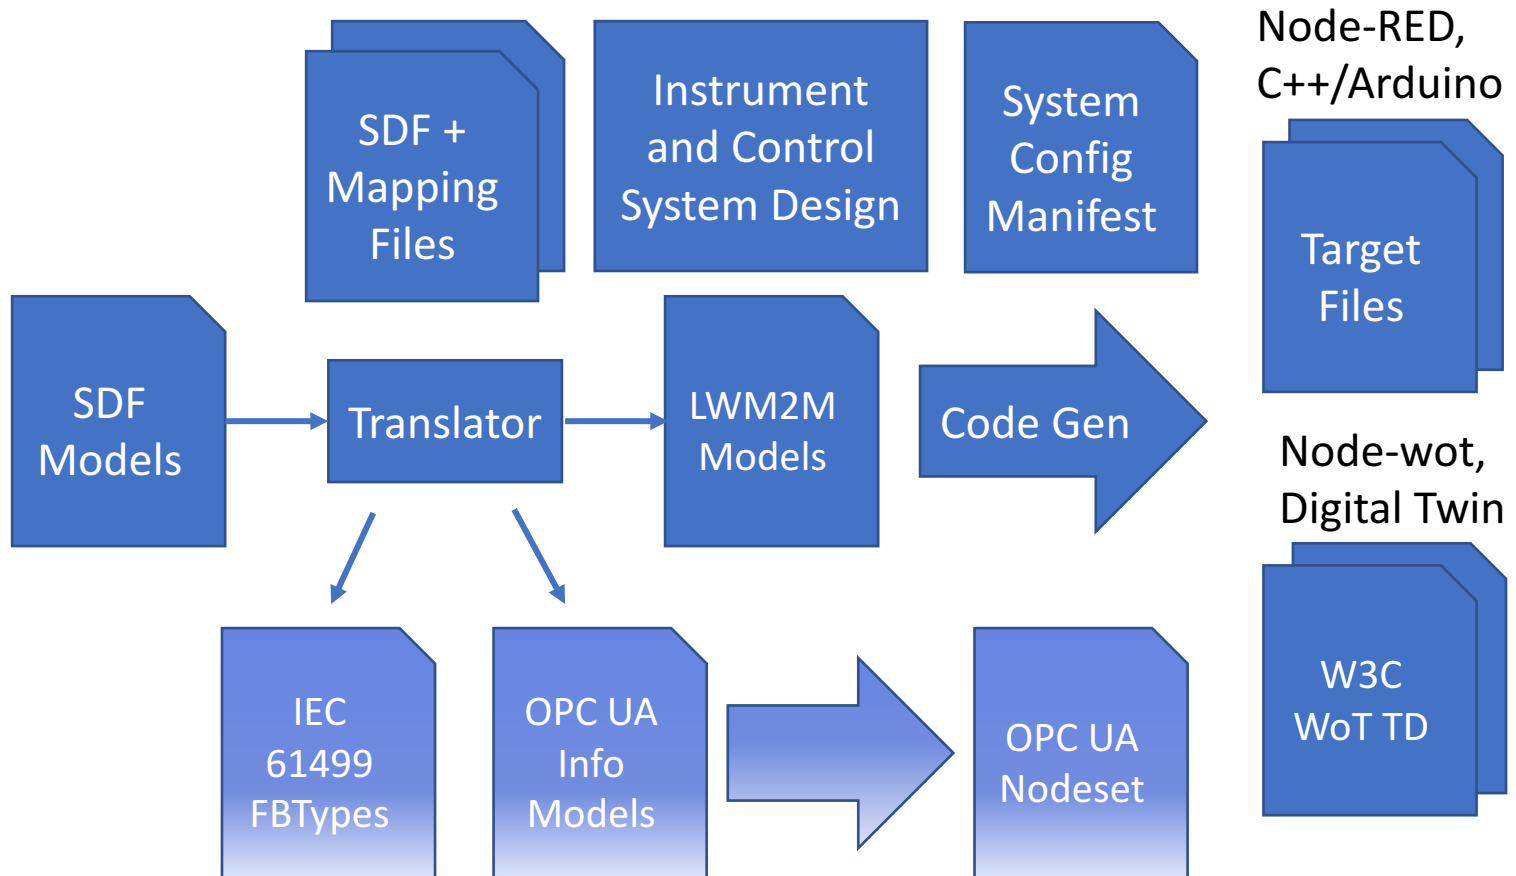 SDF +
Mapping
Files
Instrument
and Control
System Design
System
Config
Manifest
Node-RED,
C++/Arduino
Target
Files
SDF
Models
Translator
LWM2M
Models
Code Gen
Node-wot,
Digital Twin
IEC
61499
FBTypes
OPC UA
Info
Models
OPC UA
Nodeset
W3C
WoT TD